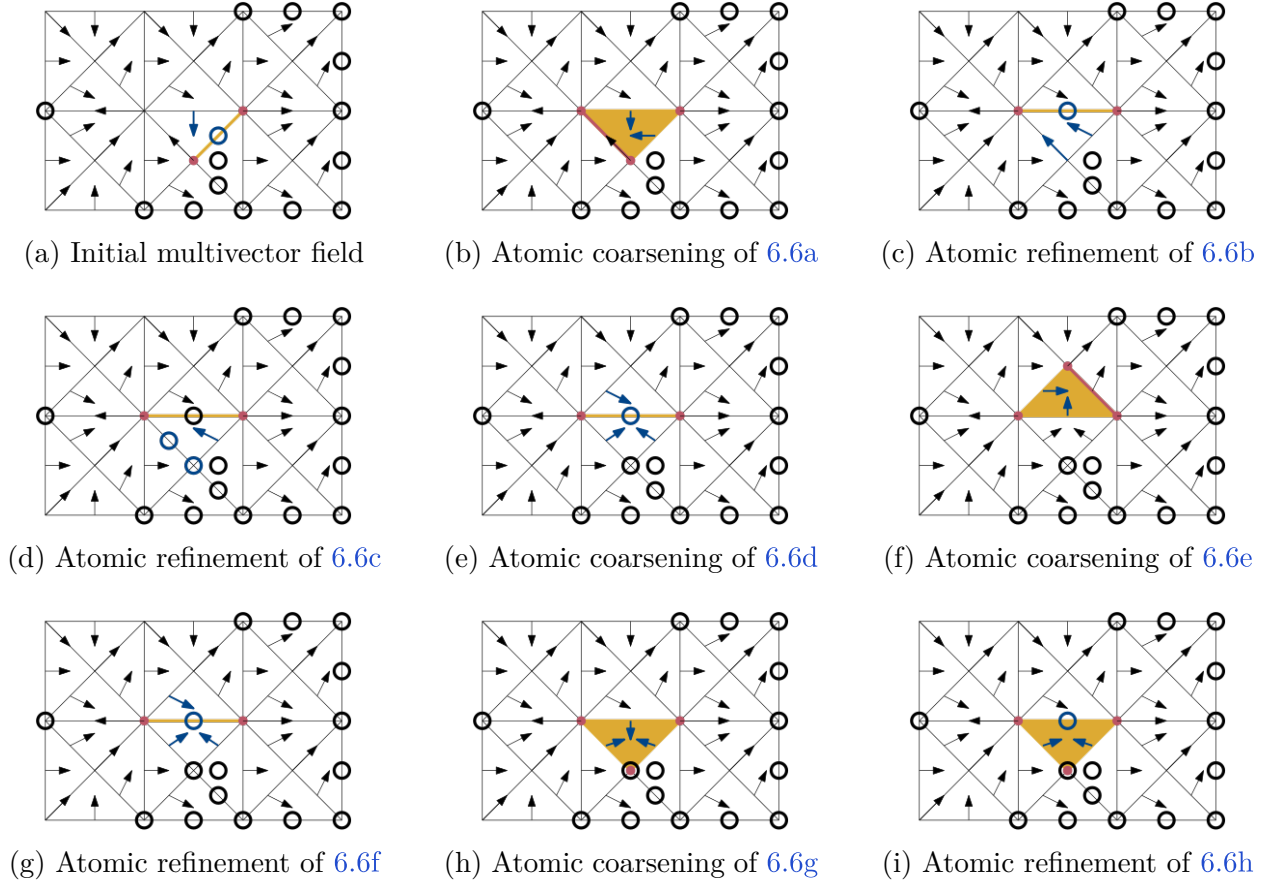 (a) Initial multivector field
(b) Atomic coarsening of 6.6a
(c) Atomic refinement of 6.6b
(d) Atomic refinement of 6.6c
(e) Atomic coarsening of 6.6d
(f) Atomic coarsening of 6.6e
(g) Atomic refinement of 6.6f
(h) Atomic coarsening of 6.6g
(i) Atomic refinement of 6.6h